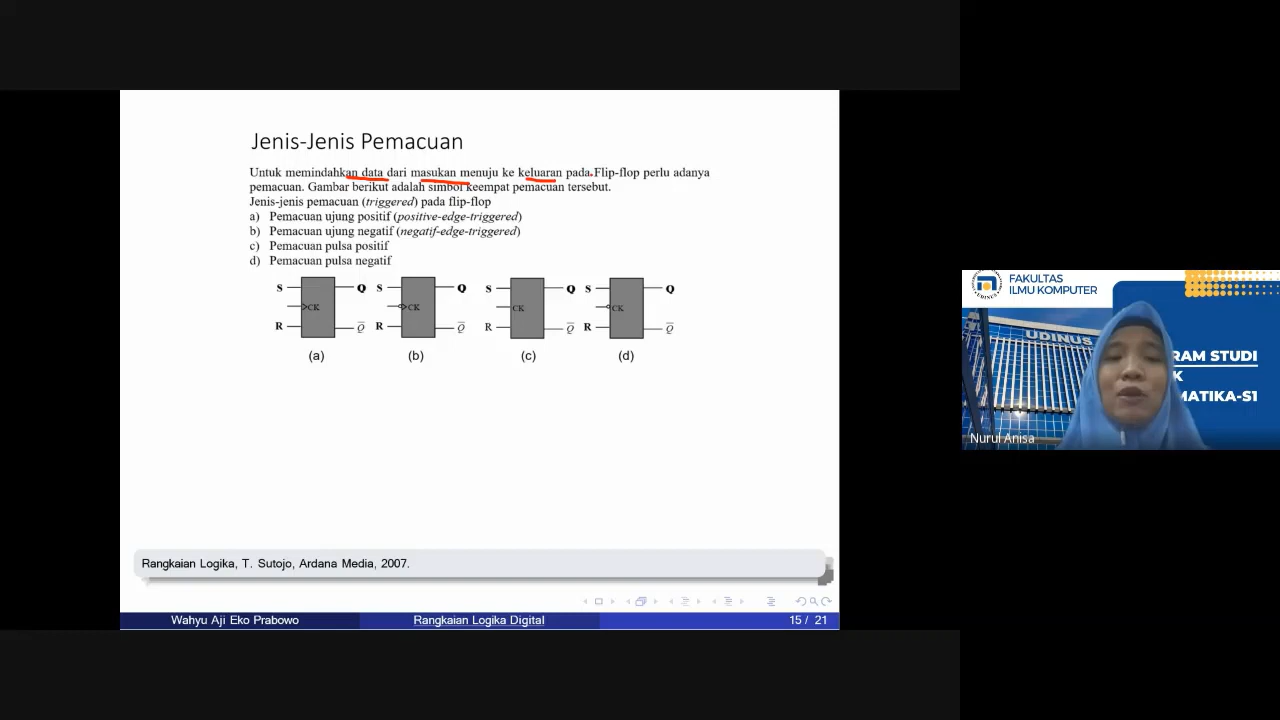 Jenis-Jenis Pemacuan
Untuk memindahkan data dari masukan menuju ke keluaran pada Flip-flop perlu adanya
pemacuan. Gambar berikut adalah simbol keempat pemacuan tersebut.
Jenis-jenis pemacuan (triggered) pada flip-flop
a) Pemacuan ujung positif (positive-edge-triggered)
b) Pemacuan ujung negatif (negatif-edge-triggered)
c) Pemacuan pulsa positif
d) Pemacuan pulsa negatif
S Q S Q S Q S Q
CK CK CK CK
R Q̅ R Q̅ R Q̅ R Q̅
(a) (b) (c) (d)
Rangkaian Logika, T. Sutojo, Ardana Media, 2007.
Wahyu Aji Eko Prabowo Rangkaian Logika Digital 15 / 21
FAKULTAS
ILMU KOMPUTER
UDINUS
UDINUS
RAM STUDI
K
MATIKA-S1
Nurul Anisa